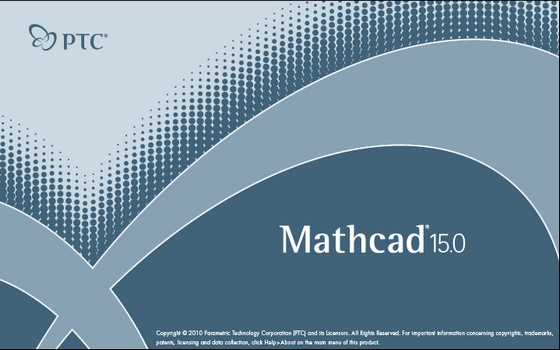 PTC®
Mathcad® 15.0
Copyright © 2010 Parametric Technology Corporation (PTC) and its Licensors. All Rights Reserved. For important information concerning copyrights, trademarks,
patents, licensing and data collection, click Help>About on the main menu of this product.